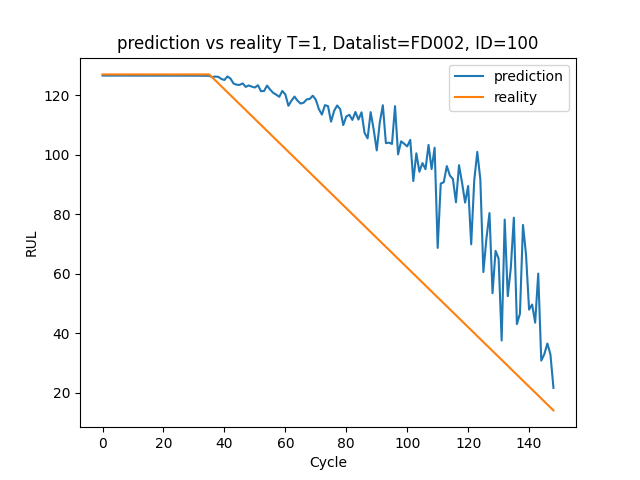 prediction vs reality T=1, Datalist=FD002, ID=100
prediction
reality
RUL
120
100
80
60
40
20
0 20 40 60 80 100 120 140
Cycle